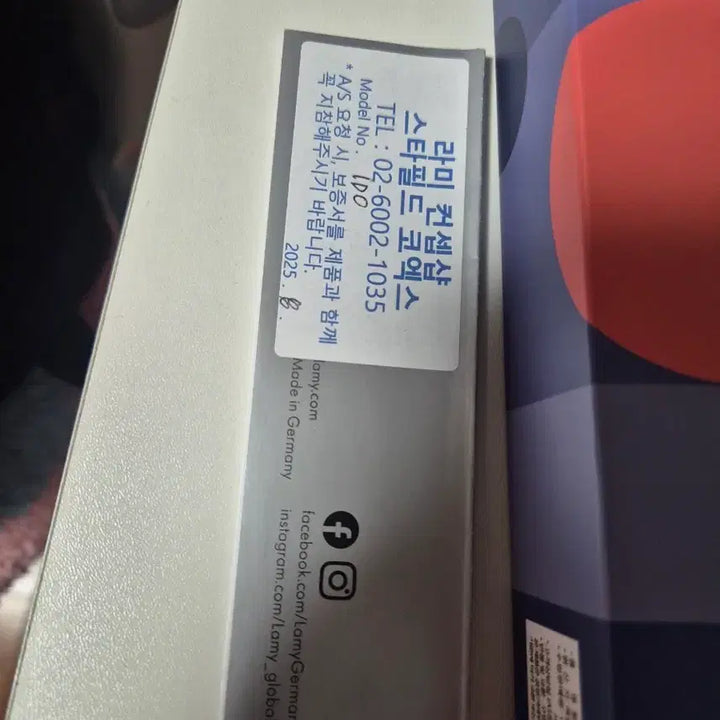 라미 컨셉샵
스타필드 코엑스
TEL : 02-6002-1035
Model No. IDO
* A/S 요청 시, 보증서를 제품과 함께
꼭 지참해주시기 바랍니다.
2025. 8.
lamy.com
Made in Germany
facebook.com/LamyGerman
instagram.com/Lamy_globa